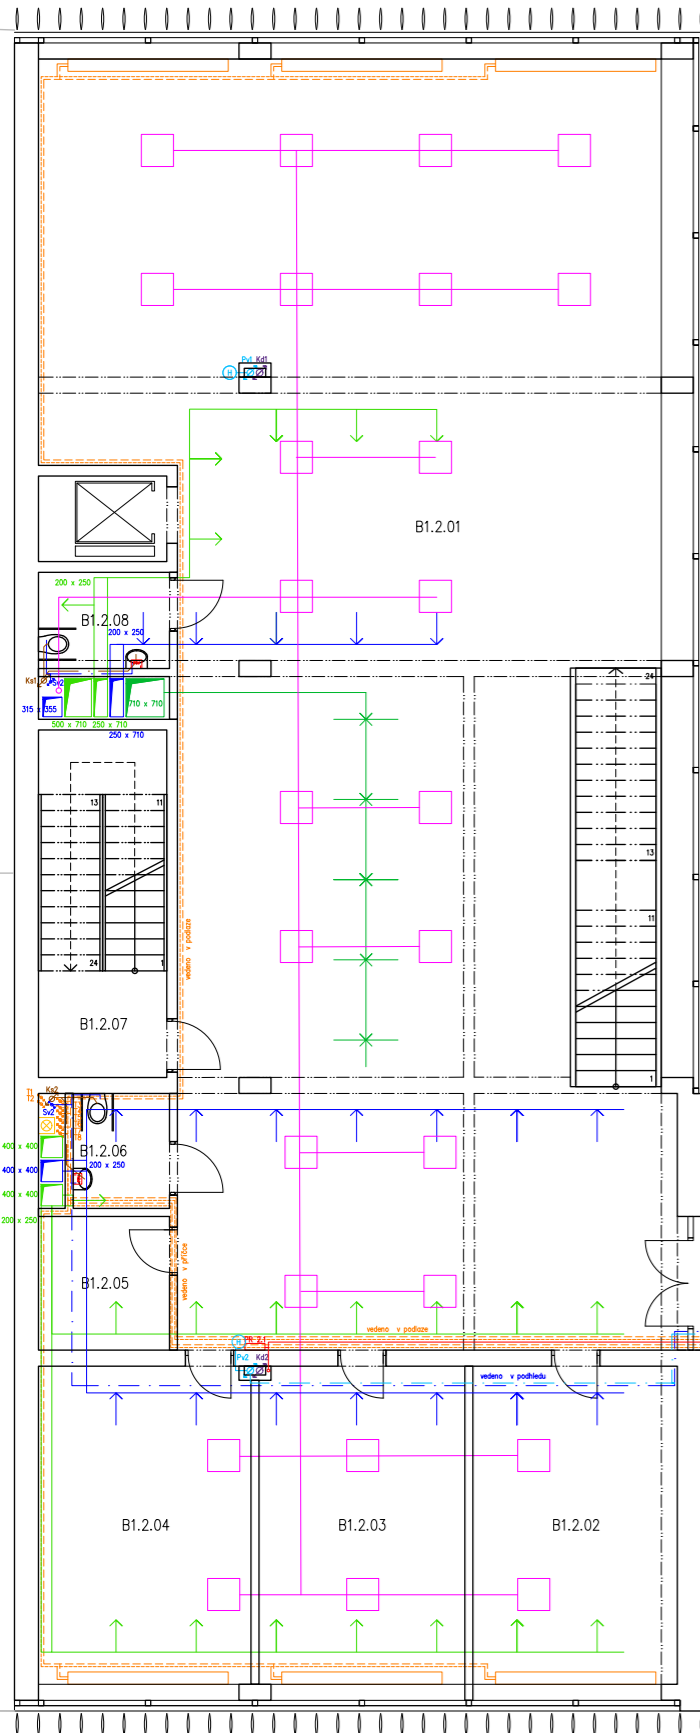 Pv1 Kd1
H
B1.2.01
200 x 250
B1.2.08
200 x 250
24
Ks1
315 x 355
710 x 710
500 x 710
250 x 710
250 x 710
13
11
13
11
vedeno v podlaze
24
1
B1.2.07
1
T1
T2
Ks2
Sv2
400 x 400
B1.2.06
200 x 250
400 x 400
400 x 400
200 x 250
vedeno v příčce
B1.2.05
vedeno v podlaze
H
Pv2 Kd2
vedeno v podhledu
B1.2.04
B1.2.03
B1.2.02